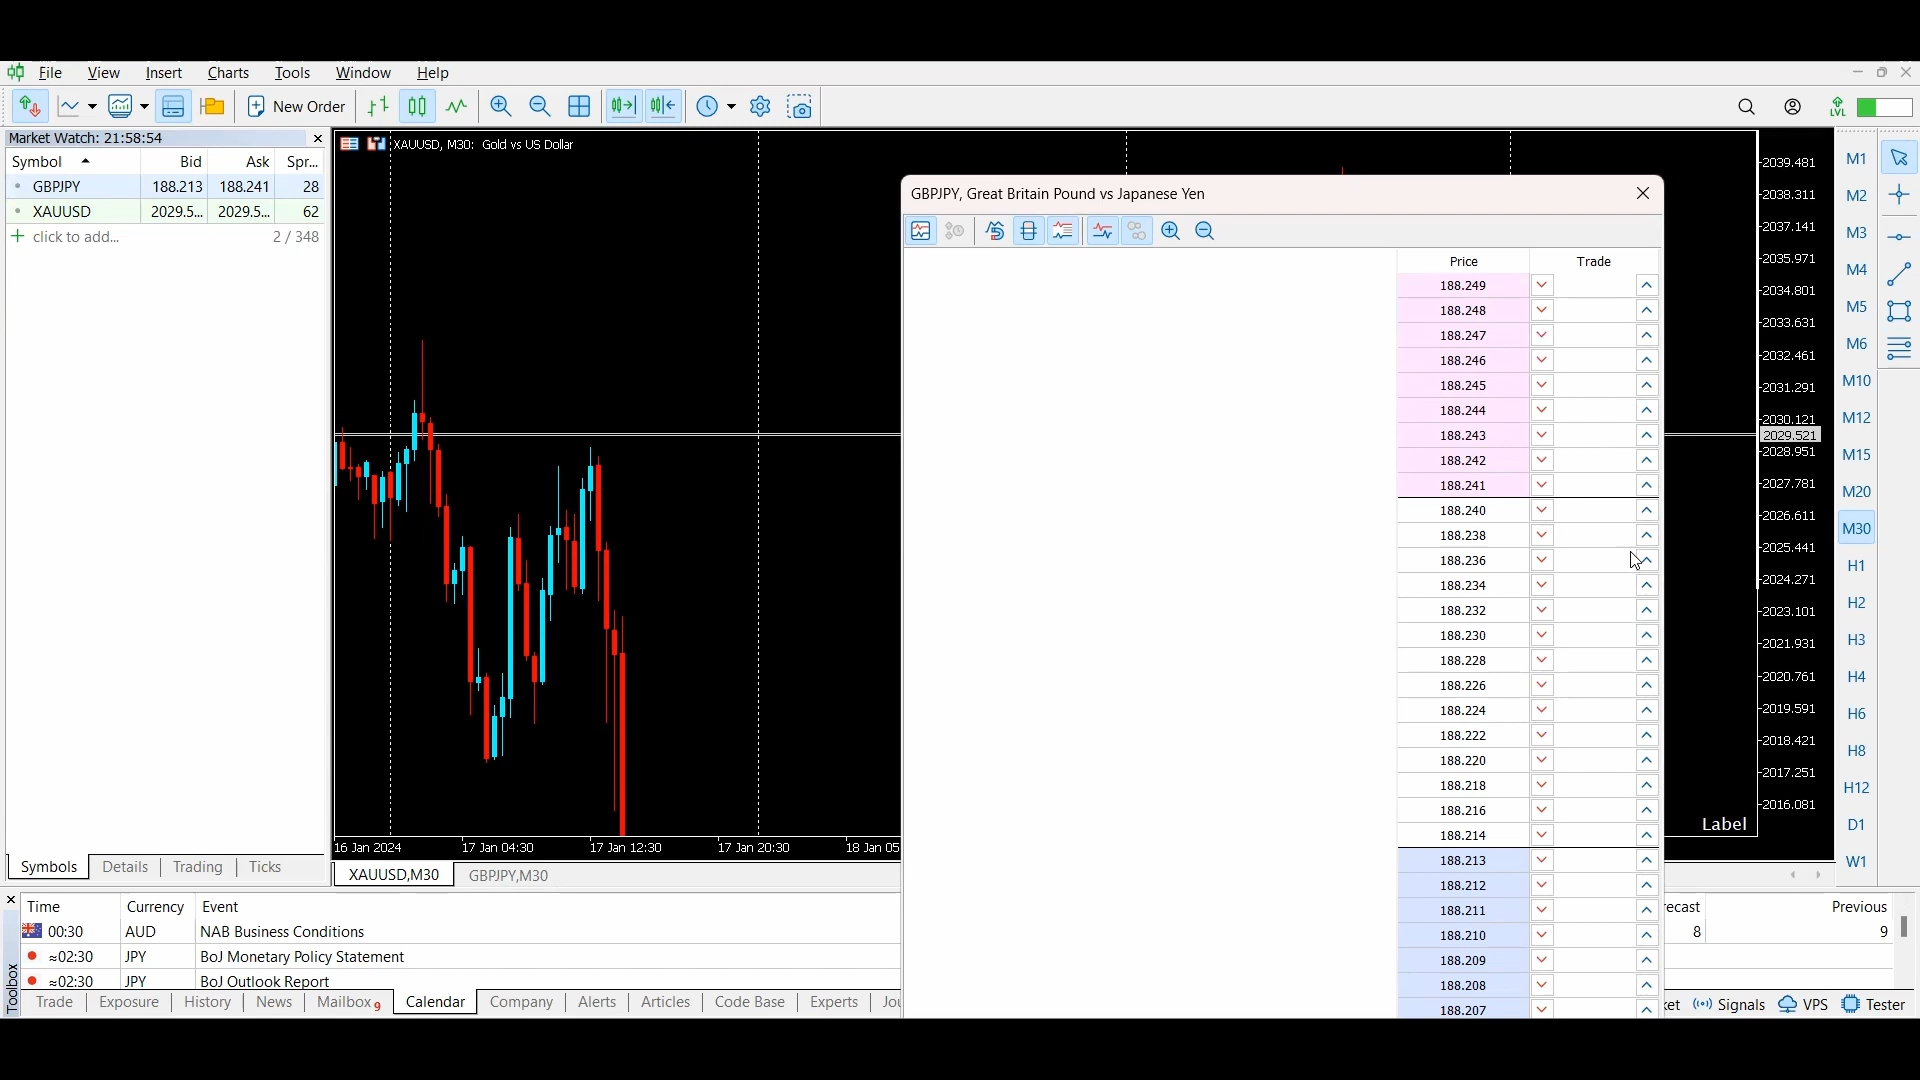 File View Insert Charts Tools Window Help
New Order
Market Watch: 21:58:54
Symbol Bid Ask Spr...
GBPJPY 188.213 188.241 28
XAUUSD 2029.5... 2029.5... 62
click to add... 2 / 348
Symbols Details Trading Ticks
XAUUSD, M30: Gold vs US Dollar
2039.481
2038.311
2037.141
2035.971
2034.801
2033.631
2032.461
2031.291
2030.121
2029.521
2028.951
2027.781
2026.611
2025.441
2024.271
2023.101
2021.931
2020.761
2019.591
2018.421
2017.251
2016.081
Label
16 Jan 2024 17 Jan 04:30 17 Jan 12:30 17 Jan 20:30 18 Jan 05
XAUUSD,M30 GBPJPY,M30
GBPJPY, Great Britain Pound vs Japanese Yen
Price Trade
188.249
188.248
188.247
188.246
188.245
188.244
188.243
188.242
188.241
188.240
188.238
188.236
188.234
188.232
188.230
188.228
188.226
188.224
188.222
188.220
188.218
188.216
188.214
188.213
188.212
188.211
188.210
188.209
188.208
188.207
M1
M2
M3
M4
M5
M6
M10
M12
M15
M20
M30
H1
H2
H3
H4
H6
H8
H12
D1
W1
Toolbox
Time Currency Event ecast Previous
00:30 AUD NAB Business Conditions 8 9
≈02:30 JPY BoJ Monetary Policy Statement
≈02:30 JPY BoJ Outlook Report
Trade Exposure History News Mailbox 9 Calendar Company Alerts Articles Code Base Experts Jou
ket Signals VPS Tester